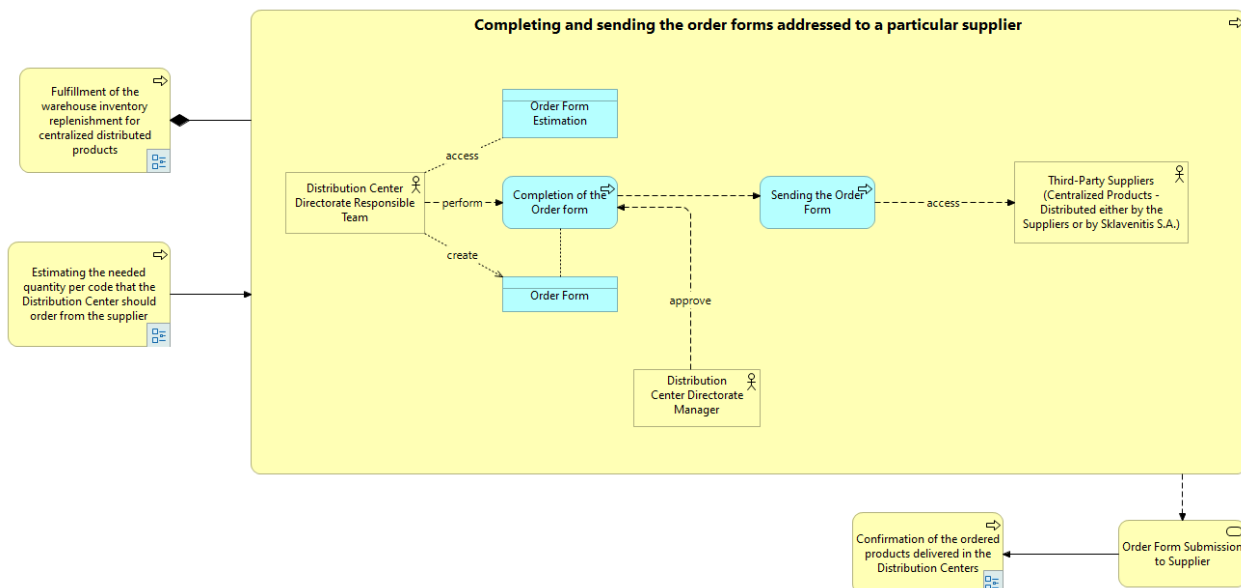 Completing and sending the order forms addressed to a particular supplier
Fulfillment of the
warehouse inventory
replenishment for
centralized distributed
products
Order Form
Estimation
access
Distribution Center
Directorate Responsible
Team
perform
Completion of the
Order form
Sending the Order
Form
access
Third-Party Suppliers
(Centralized Products -
Distributed either by the
Suppliers or by Sklavenitis S.A.)
create
Estimating the needed
quantity per code that the
Distribution Center should
order from the supplier
Order Form
approve
Distribution
Center Directorate
Manager
Confirmation of the ordered
products delivered in the
Distribution Centers
Order Form Submission
to Supplier